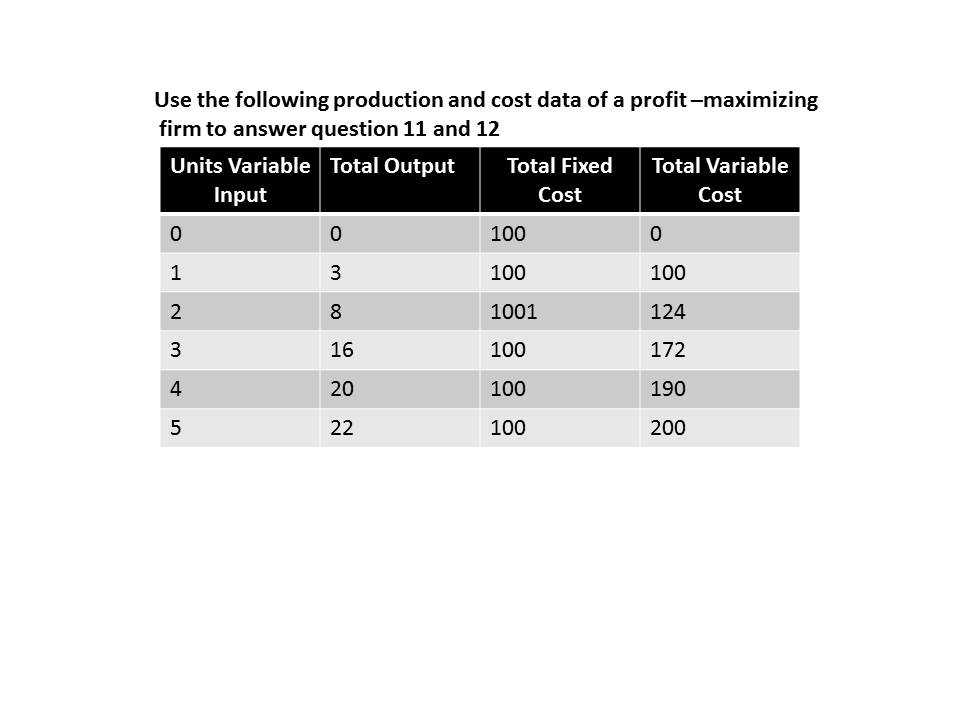 Use the following production and cost data of a profit –maximizing
firm to answer question 11 and 12
Units Variable Input Total Output Total Fixed Cost Total Variable Cost
0 0 100 0
1 3 100 100
2 8 1001 124
3 16 100 172
4 20 100 190
5 22 100 200